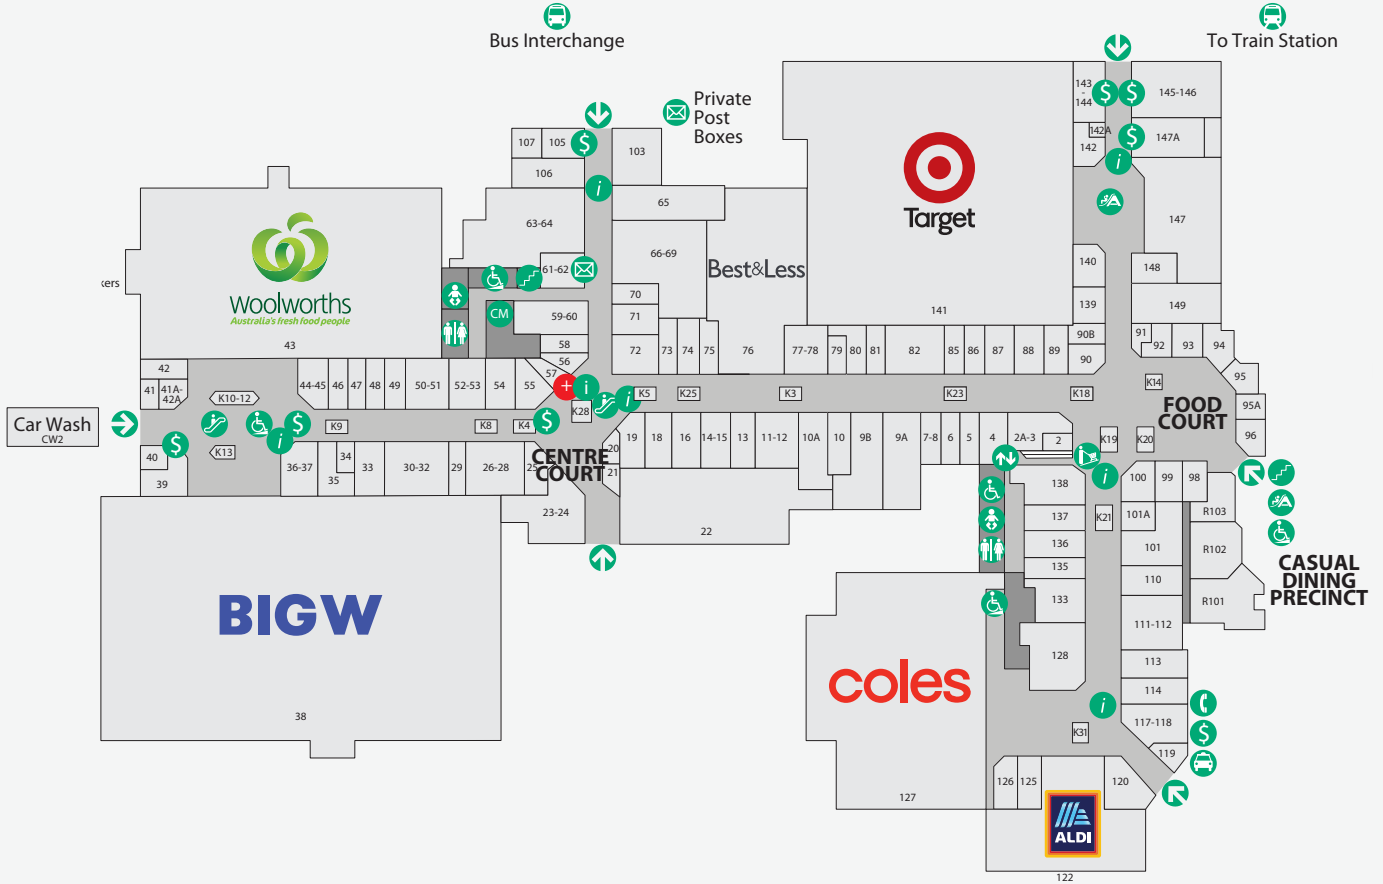 Bus Interchange
To Train Station
Private
Post
Boxes
143
-
144
$
$
145-146
107
105
$
103
142A
142
$
147A
i
106
i
65
63-64
Target
147
66-69
Best&Less
61-62
140
148
kers
Woolworths
Australia's fresh food people
43
CM
59-60
70
71
141
139
149
58
72
73
74
75
76
77-78
79
80
81
82
85
86
87
88
89
90B
90
91
92
93
94
56
57
42
41
41A-
42A
44-45
46
47
48
49
50-51
52-53
54
55
95
i
K10-12
K28
i
K5
K25
K3
K23
K18
K14
FOOD
COURT
95A
96
Car Wash
CW2
$
K9
K8
K4
$
i
$
K13
K19
K20
20
19
18
16
14-15
13
11-12
10A
10
9B
9A
7-8
6
5
4
2A-3
2
CENTRE
COURT
40
39
36-37
35
34
33
30-32
29
26-28
25
21
23-24
22
138
i
100
99
98
137
K21
101A
R103
136
101
R102
135
110
CASUAL
DINING
PRECINCT
133
R101
111-112
BIGW
38
coles
128
113
114
i
117-118
$
K31
119
127
126
125
120
ALDI
122